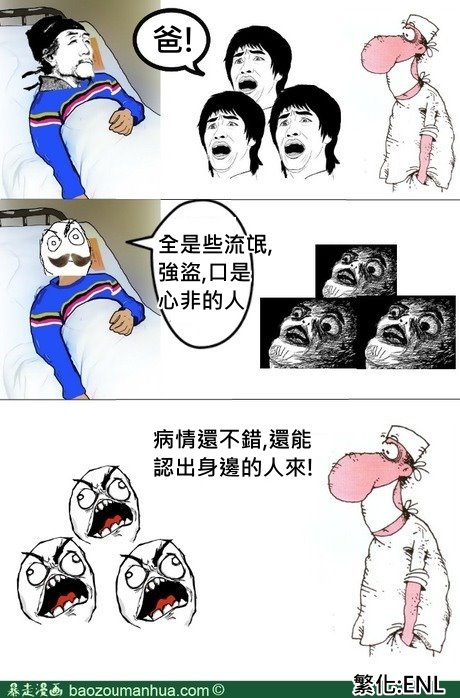 爸!
全是些流氓,
強盜,口是
心非的人
病情還不錯,還能
認出身邊的人來!
暴走漫画 baozoumanhua.com ©
繁化:ENL